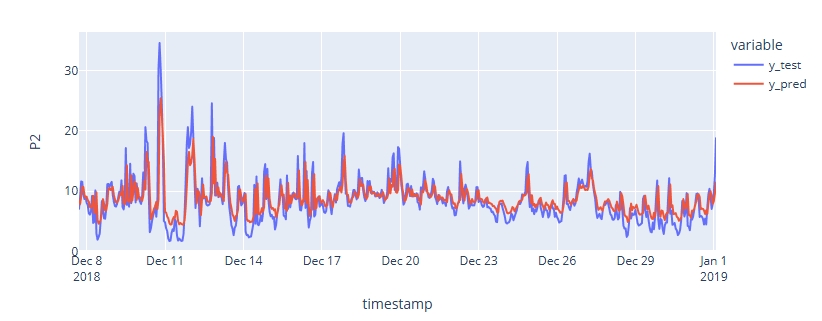 variable
y_test
y_pred
P2
30
20
10
0
Dec 8
2018
Dec 11
Dec 14
Dec 17
Dec 20
Dec 23
Dec 26
Dec 29
Jan 1
2019
timestamp